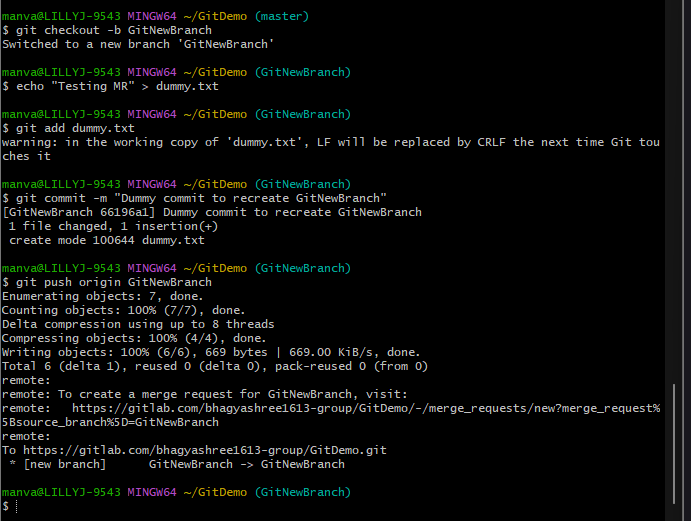 manva@LILLYJ-9543 MINGW64 ~/GitDemo (master)
$ git checkout -b GitNewBranch
Switched to a new branch 'GitNewBranch'
manva@LILLYJ-9543 MINGW64 ~/GitDemo (GitNewBranch)
$ echo "Testing MR" > dummy.txt
manva@LILLYJ-9543 MINGW64 ~/GitDemo (GitNewBranch)
$ git add dummy.txt
warning: in the working copy of 'dummy.txt', LF will be replaced by CRLF the next time Git tou
ches it
manva@LILLYJ-9543 MINGW64 ~/GitDemo (GitNewBranch)
$ git commit -m "Dummy commit to recreate GitNewBranch"
[GitNewBranch 66196a1] Dummy commit to recreate GitNewBranch
 1 file changed, 1 insertion(+)
 create mode 100644 dummy.txt
manva@LILLYJ-9543 MINGW64 ~/GitDemo (GitNewBranch)
$ git push origin GitNewBranch
Enumerating objects: 7, done.
Counting objects: 100% (7/7), done.
Delta compression using up to 8 threads
Compressing objects: 100% (4/4), done.
Writing objects: 100% (6/6), 669 bytes | 669.00 KiB/s, done.
Total 6 (delta 1), reused 0 (delta 0), pack-reused 0 (from 0)
remote:
remote: To create a merge request for GitNewBranch, visit:
remote:   https://gitlab.com/bhagyashree1613-group/GitDemo/-/merge_requests/new?merge_request%
5Bsource_branch%5D=GitNewBranch
remote:
To https://gitlab.com/bhagyashree1613-group/GitDemo.git
 * [new branch]      GitNewBranch -> GitNewBranch
manva@LILLYJ-9543 MINGW64 ~/GitDemo (GitNewBranch)
$